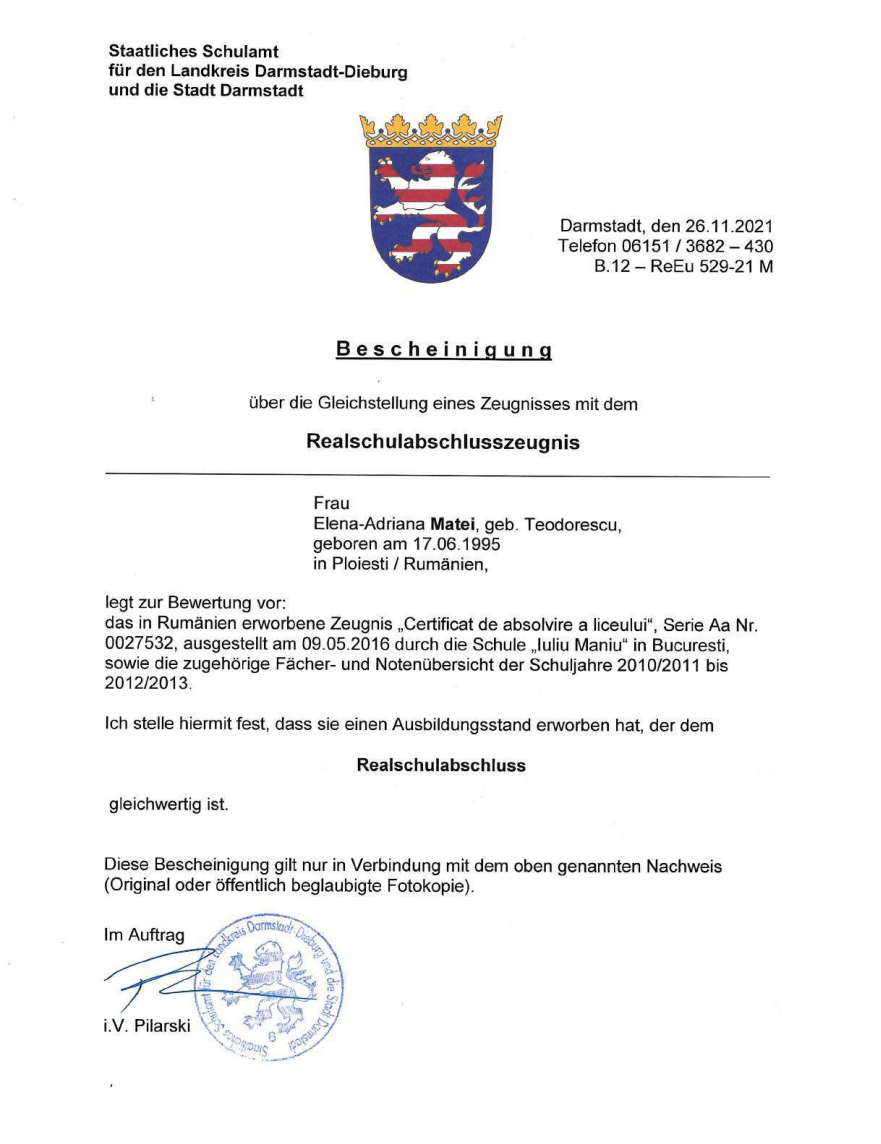 Staatliches Schulamt
für den Landkreis Darmstadt-Dieburg
und die Stadt Darmstadt
Darmstadt, den 26.11.2021
Telefon 06151 / 3682 – 430
B.12 – ReEu 529-21 M
Bescheinigung
über die Gleichstellung eines Zeugnisses mit dem
Realschulabschlusszeugnis
Frau
Elena-Adriana Matei, geb. Teodorescu,
geboren am 17.06.1995
in Ploiesti / Rumänien,
legt zur Bewertung vor:
das in Rumänien erworbene Zeugnis „Certificat de absolvire a liceului“, Serie Aa Nr.
0027532, ausgestellt am 09.05.2016 durch die Schule „Iuliu Maniu“ in Bucuresti,
sowie die zugehörige Fächer- und Notenübersicht der Schuljahre 2010/2011 bis
2012/2013.
Ich stelle hiermit fest, dass sie einen Ausbildungsstand erworben hat, der dem
Realschulabschluss
gleichwertig ist.
Diese Bescheinigung gilt nur in Verbindung mit dem oben genannten Nachweis
(Original oder öffentlich beglaubigte Fotokopie).
Im Auftrag
i.V. Pilarski
Staatliches Schulamt für den Landkreis Darmstadt-Dieburg und die Stadt Darmstadt
6